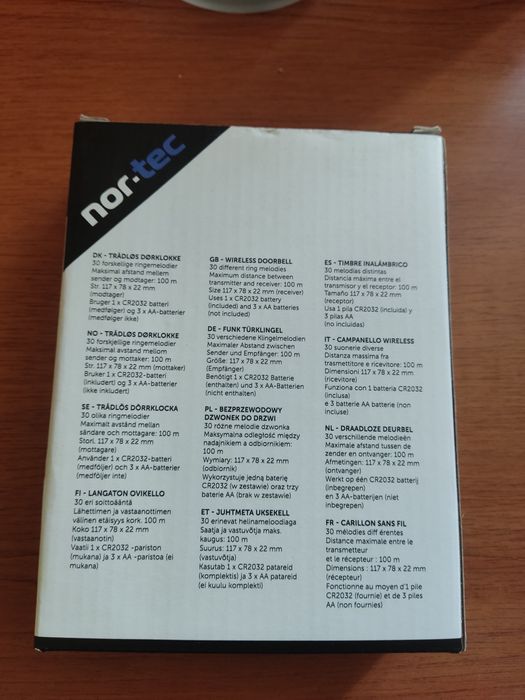 nor-tec
DK - TRÅDLØS DØRKLOKKE
30 forskellige ringemelodier
Maksimal afstand mellem
sender og modtager: 100 m
Str. 117 x 78 x 22 mm
(modtager)
Bruger 1 x CR2032 batteri
(medfølger) og 3 x AA-batterier
(medfølger ikke)
NO - TRÅDLØS DØRKLOKKE
30 forskjellige ringemelodier
Maksimal avstand mellom
sender og mottaker: 100 m
Str. 117 x 78 x 22 mm (mottaker)
Bruker 1 x CR2032-batteri
(inkludert) og 3 x AA-batterier
(ikke inkludert)
SE - TRÅDLÖS DÖRRKLOCKA
30 olika ringmelodier
Maximalt avstånd mellan
sändare och mottagare: 100 m
Storl. 117 x 78 x 22 mm
(mottagare)
Använder 1 x CR2032-batteri
(medföljer) och 3 x AA-batterier
(medföljer inte)
FI - LANGATON OVIKELLO
30 eri soittoääntä
Lähettimen ja vastaanottimen
välinen etäisyys kork. 100 m
Koko 117 x 78 x 22 mm
(vastaanotin)
Vaatii 1 x CR2032 -pariston
(mukana) ja 3 x AA -paristoa (ei
mukana)
GB - WIRELESS DOORBELL
30 different ring melodies
Maximum distance between
transmitter and receiver: 100 m
Size 117 x 78 x 22 mm (receiver)
Uses 1 x CR2032 battery
(included) and 3 x AA batteries
(not included)
DE - FUNK TÜRKLINGEL
30 verschiedene Klingelmelodien
Maximaler Abstand zwischen
Sender und Empfänger: 100 m
Größe: 117 x 78 x 22 mm
(Empfänger)
Benötigt 1 x CR2032 Batterie
(enthalten) und 3 x AA-Batterien
(nicht enthalten)
PL - BEZPRZEWODOWY
DZWONEK DO DRZWI
30 różne melodie dzwonka
Maksymalna odległość między
nadajnikiem a odbiornikiem:
100 m
Wymiary: 117 x 78 x 22 mm
(odbiornik)
Wykorzystuje jedną baterię
CR2032 (w zestawie) oraz trzy
baterie AA (brak w zestawie)
ET - JUHTMETA UKSEKELL
30 erinevat helinameloodiaga
Saatja ja vastuvõtja maks.
kaugus: 100 m
Suurus: 117 x 78 x 22 mm
(vastuvõtja)
Kasutab 1 x CR2032 patareid
(komplektis) ja 3 x AA patareid
(ei kuulu komplekti)
ES - TIMBRE INALÁMBRICO
30 melodías distintas
Distancia máxima entre el
transmisor y el receptor: 100 m
Tamaño 117 x 78 x 22 mm
(receptor)
Usa 1 pila CR2032 (incluida) y
3 pilas AA
(no incluidas)
IT - CAMPANELLO WIRELESS
30 suonerie diverse
Distanza massima fra
trasmettitore e ricevitore: 100 m
Dimensioni 117 x 78 x 22 mm
(ricevitore)
Funziona con 1 batteria CR2032
(inclusa)
e 3 batterie AA batterie (non
incluse)
NL - DRAADLOZE DEURBEL
30 verschillende melodieën
Maximale afstand tussen de
zender en ontvanger: 100 m
Afmetingen: 117 x 78 x 22 mm
(ontvanger)
Werkt op één CR2032 batterij
(inbegrepen)
en 3 AA-batterijen (niet
inbegrepen)
FR - CARILLON SANS FIL
30 mélodies diff érentes
Distance maximale entre le
transmetteur
et le récepteur : 100 m
Dimensions : 117 x 78 x 22 mm
(récepteur)
Fonctionne au moyen d'1 pile
CR2032 (fournie) et de 3 piles
AA (non fournies)